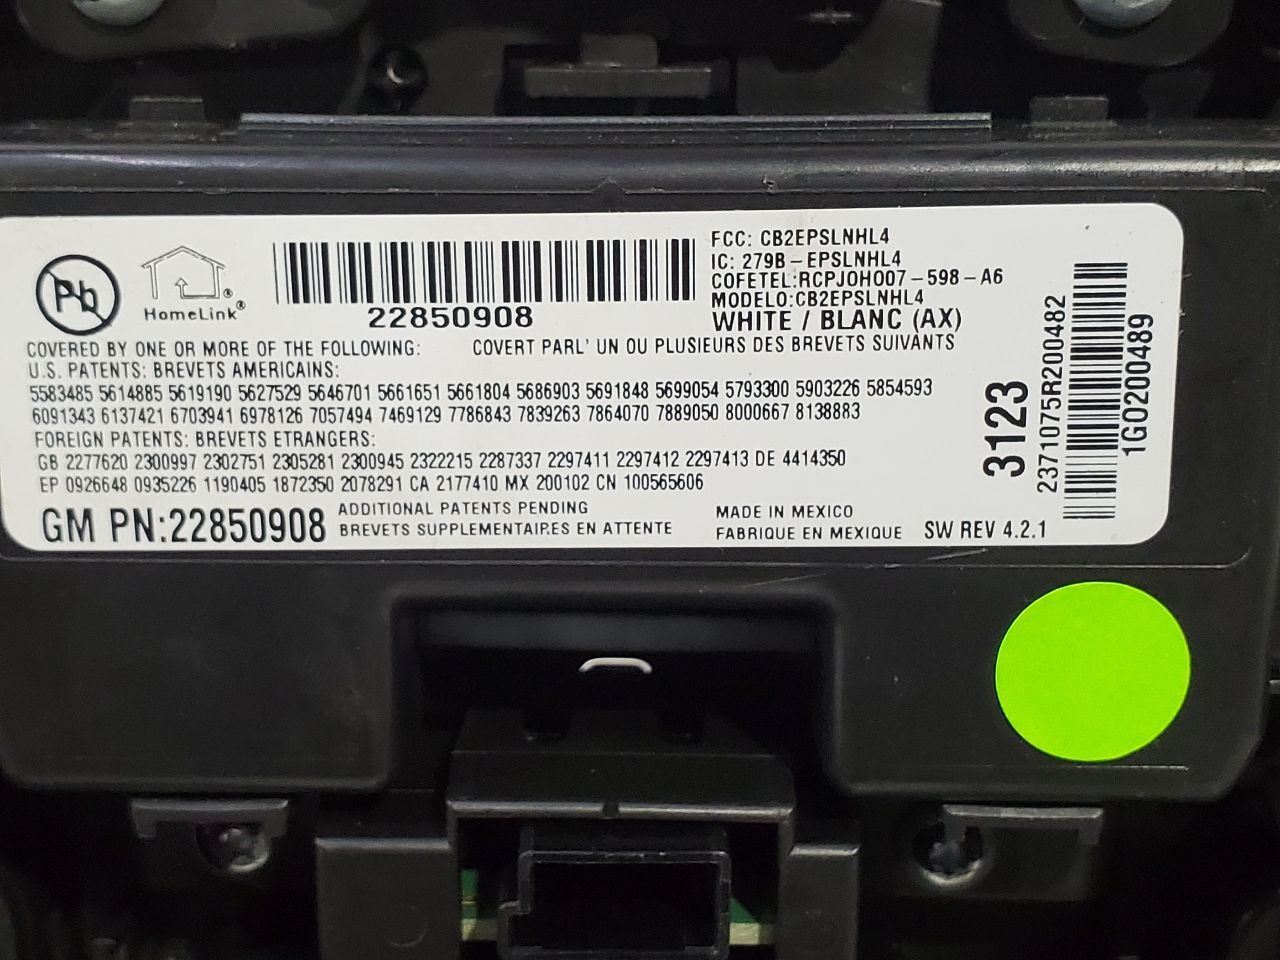 Pb
HomeLink®
22850908
FCC: CB2EPSLNHL4
IC: 279B-EPSLNHL4
COFETEL:RCPJOHO07-598-A6
MODELO:CB2EPSLNHL4
WHITE / BLANC (AX)
COVERED BY ONE OR MORE OF THE FOLLOWING: COVERT PARL' UN OU PLUSIEURS DES BREVETS SUIVANTS
U.S. PATENTS: BREVETS AMERICAINS:
5583485 5614885 5619190 5627529 5646701 5661651 5661804 5686903 5691848 5699054 5793300 5903226 5854593
6091343 6137421 6703941 6978126 7057494 7469129 7786843 7839263 7864070 7889050 8000667 8138883
FOREIGN PATENTS: BREVETS ETRANGERS:
GB 2277620 2300997 2302751 2305281 2300945 2322215 2287337 2297411 2297412 2297413 DE 4414350
EP 0926648 0935226 1190405 1872350 2078291 CA 2177410 MX 200102 CN 100565606
GM PN:22850908
ADDITIONAL PATENTS PENDING
BREVETS SUPPLEMENTAIRES EN ATTENTE
MADE IN MEXICO
FABRIQUE EN MEXIQUE
SW REV 4.2.1
3123
2371075R200482
1GO200489